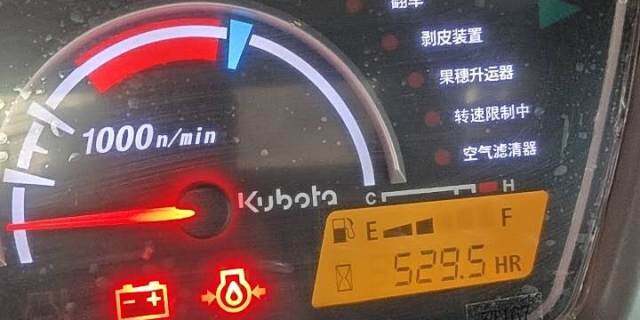 剥皮装置
果穗升运器
转速限制中
空气滤清器
1000n/min
Kubota
C H
E F
529.5 HR